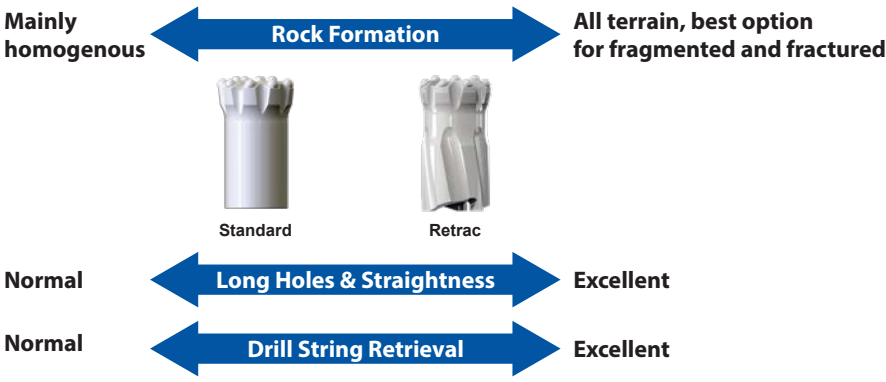 Mainly
homogenous
Rock Formation
All terrain, best option
for fragmented and fractured
Standard
Retrac
Normal
Long Holes & Straightness
Excellent
Normal
Drill String Retrieval
Excellent